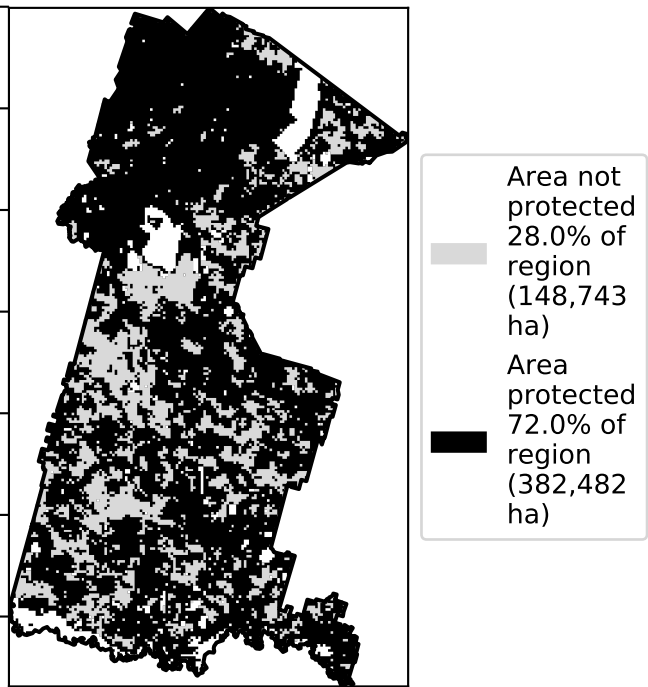 Area not
protected
28.0% of
region
(148,743
ha)
Area
protected
72.0% of
region
(382,482
ha)